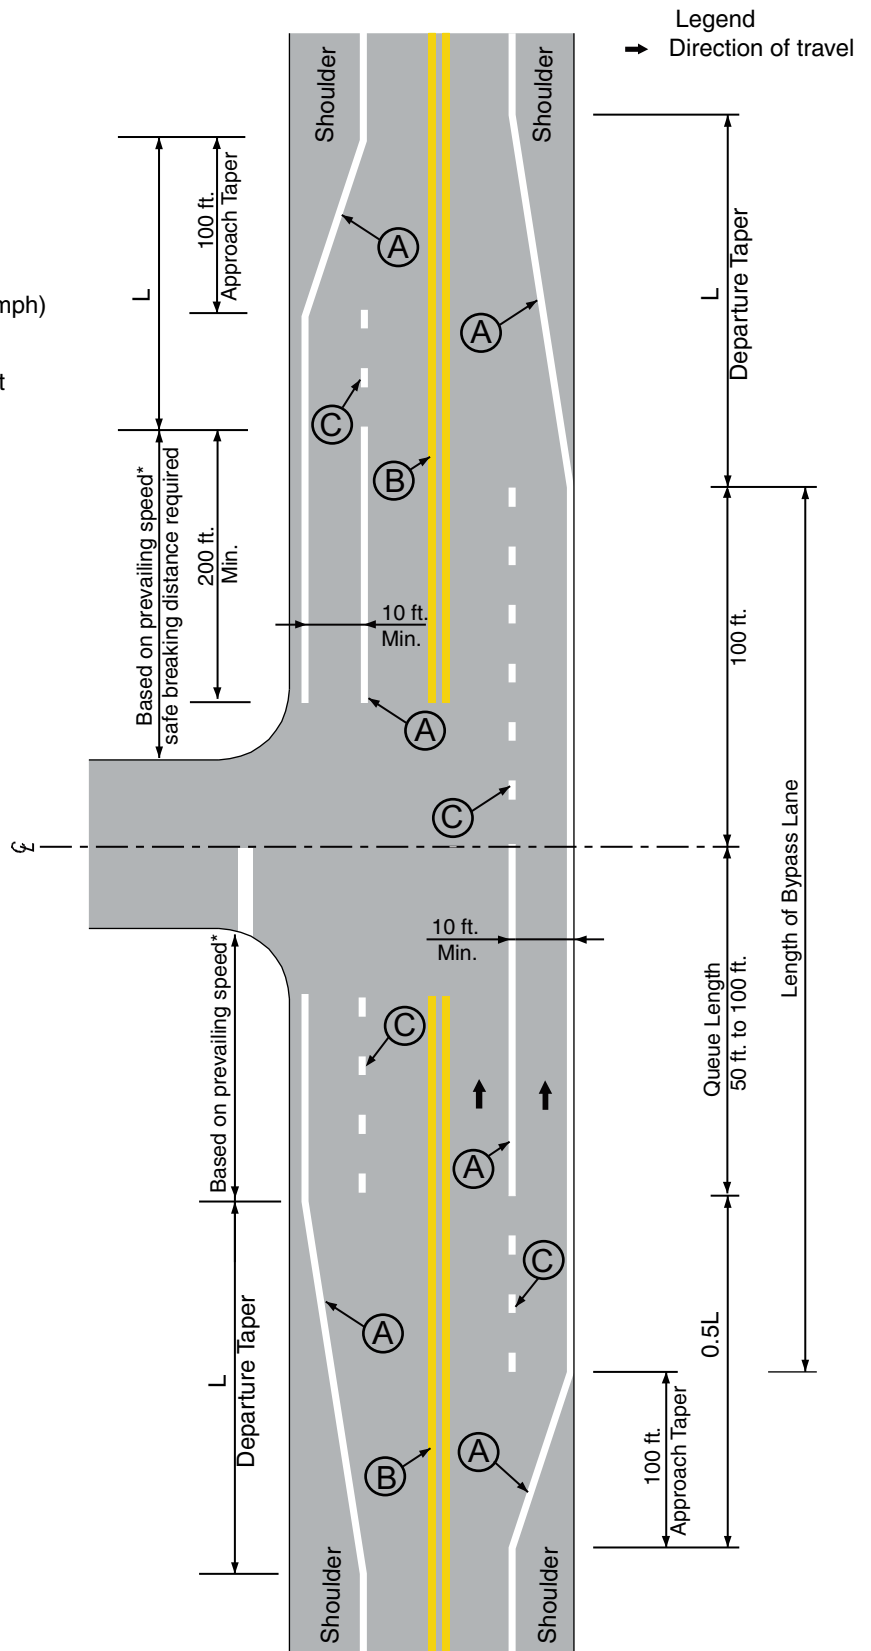 Legend
Direction of travel
Shoulder
Shoulder
100 ft.
Approach Taper
L
A
mph)
A
L
Departure Taper
t
C
B
Based on prevailing speed*
safe breaking distance required
200 ft.
Min.
10 ft.
Min.
100 ft.
A
C
℄
Length of Bypass Lane
10 ft.
Min.
Based on prevailing speed*
C
Queue Length
50 ft. to 100 ft.
A
C
L
Departure Taper
A
0.5L
B
A
100 ft.
Approach Taper
Shoulder
Shoulder